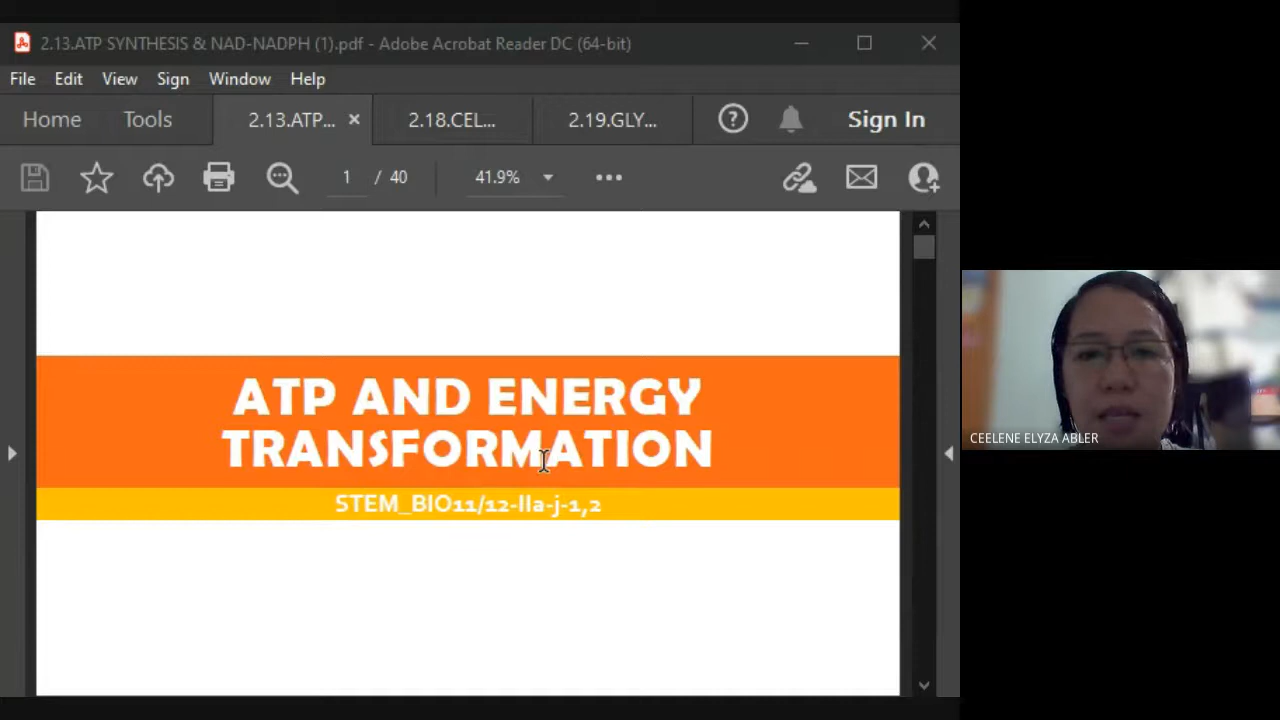 2.13.ATP SYNTHESIS & NAD-NADPH (1).pdf - Adobe Acrobat Reader DC (64-bit)
File Edit View Sign Window Help
Home Tools 2.13.ATP... 2.18.CEL... 2.19.GLY... Sign In
1 / 40 41.9%
ATP AND ENERGY
TRANSFORMATION
STEM_BIO11/12-IIa-j-1,2
CEELENE ELYZA ABLER